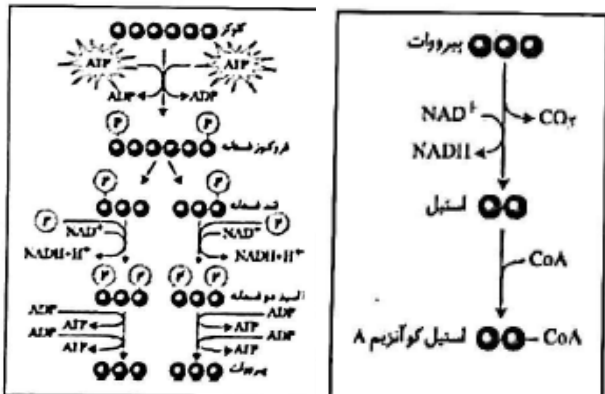 گلوکز
ATP ATP
ADP ADP
P P
فروکتوز فسفاته
P P
قند فسفاته
P P
NAD+ NAD+
NADH+H+ NADH+H+
P P P P
اسید دو فسفاته
ADP ADP
ATP ATP
ADP ADP
ATP ATP
پیرووات
پیرووات
NAD+ CO۲
NADH
استیل
CoA
استیل کوآنزیم A CoA